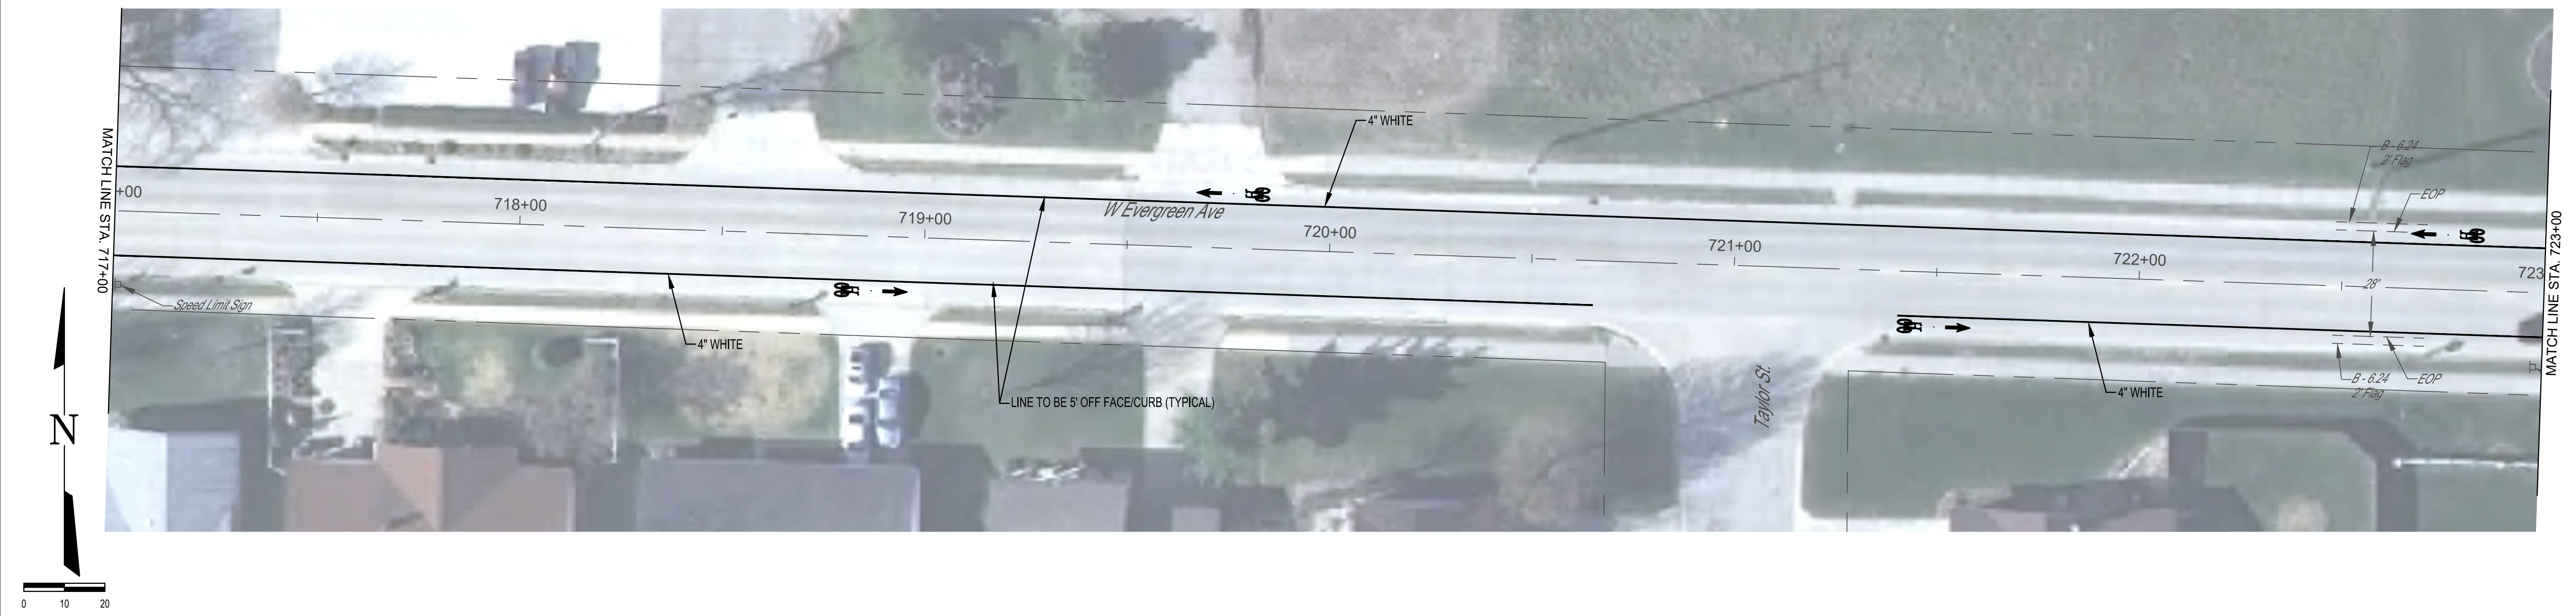 MATCH LINE STA. 717+00
+00
718+00
719+00
W Evergreen Ave
720+00
721+00
722+00
723
4" WHITE
B - 6.24
2' Flag
EOP
28'
MATCH LINE STA. 723+00
Speed Limit Sign
4" WHITE
LINE TO BE 5' OFF FACE/CURB (TYPICAL)
Taylor St.
4" WHITE
B - 6.24
2' Flag
EOP
N
0 10 20